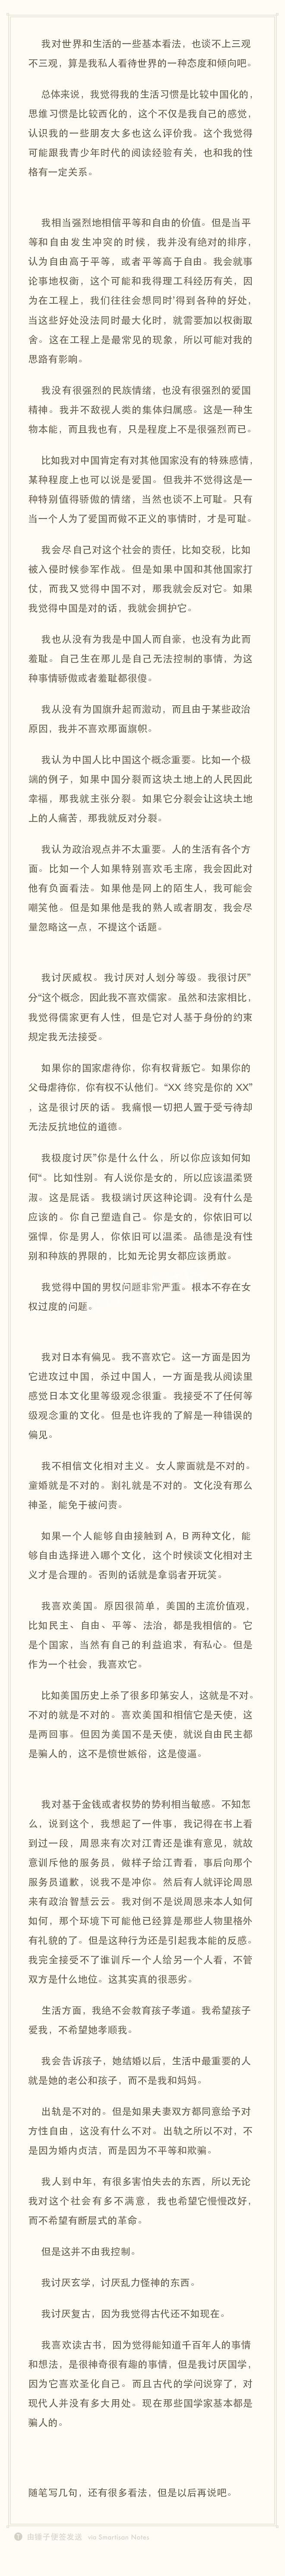 我对世界和生活的一些基本看法，也谈不上三观
不三观，算是我私人看待世界的一种态度和倾向吧。
总体来说，我觉得我的生活习惯是比较中国化的，
思维习惯是比较西化的，这个不仅是我自己的感觉，
认识我的一些朋友大多也这么评价我。这个我觉得
可能跟我青少年时代的阅读经验有关，也和我的性
格有一定关系。
我相当强烈地相信平等和自由的价值。但是当平
等和自由发生冲突的时候，我并没有绝对的排序，
认为自由高于平等，或者平等高于自由。我会就事
论事地权衡，这个可能和我得理工科经历有关，因
为在工程上，我们往往会想同时'得到各种的好处，
当这些好处没法同时最大化时，就需要加以权衡取
舍。这在工程上是最常见的现象，所以可能对我的
思路有影响。
我没有很强烈的民族情绪，也没有很强烈的爱国
精神。我并不敌视人类的集体归属感。这是一种生
物本能，而且我也有，只是程度上不是很强烈而已。
比如我对中国肯定有对其他国家没有的特殊感情，
某种程度上也可以说是爱国。但我并不觉得这是一
种特别值得骄傲的情绪，当然也谈不上可耻。只有
当一个人为了爱国而做不正义的事情时，才是可耻。
我会尽自己对这个社会的责任，比如交税，比如
被入侵时候参军作战。但是如果中国和其他国家打
仗，而我又觉得中国不对，那我就会反对它。如果
我觉得中国是对的话，我就会拥护它。
我也从没有为我是中国人而自豪，也没有为此而
羞耻。自己生在那儿是自己无法控制的事情，为这
种事情骄傲或者羞耻都很傻。
我从没有为国旗升起而激动，而且由于某些政治
原因，我并不喜欢那面旗帜。
我认为中国人比中国这个概念重要。比如一个极
端的例子，如果中国分裂而这块土地上的人民因此
幸福，那我就主张分裂。如果它分裂会让这块土地
上的人痛苦，那我就反对分裂。
我认为政治观点并不太重要。人的生活有各个方
面。比如一个人如果特别喜欢毛主席，我会因此对
他有负面看法。如果他是网上的陌生人，我可能会
嘲笑他。但是如果他是我的熟人或者朋友，我会尽
量忽略这一点，不提这个话题。
我讨厌威权。我讨厌对人划分等级。我很讨厌”
分“这个概念，因此我不喜欢儒家。虽然和法家相比，
我觉得儒家更有人性，但是它对人基于身份的约束
规定我无法接受。
如果你的国家虐待你，你有权背叛它。如果你的
父母虐待你，你有权不认他们。“XX 终究是你的 XX”
，这是很讨厌的话。我痛恨一切把人置于受亏待却
无法反抗地位的道德。
我极度讨厌”你是什么什么，所以你应该如何如
何“。比如性别。有人说你是女的，所以应该温柔贤
淑。这是屁话。我极端讨厌这种论调。没有什么是
应该的。你自己塑造自己。你是女的，你依旧可以
强悍，你是男人，你依旧可以温柔。品德是没有性
别和种族的界限的，比如无论男女都应该勇敢。
我觉得中国的男权问题非常严重。根本不存在女
权过度的问题。
我对日本有偏见。我不喜欢它。这一方面是因为
它进攻过中国，杀过中国人，一方面是我从阅读里
感觉日本文化里等级观念很重。我接受不了任何等
级观念重的文化。但是也许我的了解是一种错误的
偏见。
我不相信文化相对主义。女人蒙面就是不对的。
童婚就是不对的。割礼就是不对的。文化没有那么
神圣，能免于被问责。
如果一个人能够自由接触到 A，B 两种文化，能
够自由选择进入哪个文化，这个时候谈文化相对主
义才是合理的。否则的话就是拿弱者开玩笑。
我喜欢美国。原因很简单，美国的主流价值观，
比如民主、自由、平等、法治，都是我相信的。它
是个国家，当然有自己的利益追求，有私心。但是
作为一个社会，我喜欢它。
比如美国历史上杀了很多印第安人，这就是不对。
不对的就是不对的。喜欢美国和相信它是天使，这
是两回事。但因为美国不是天使，就说自由民主都
是骗人的，这不是愤世嫉俗，这是傻逼。
我对基于金钱或者权势的势利相当敏感。不知怎
么，说到这个，我想起了一件事，我记得在书上看
到过一段，周恩来有次对江青还是谁有意见，就故
意训斥他的服务员，做样子给江青看，事后向那个
服务员道歉，说我不是冲你。然后有人就评论周恩
来有政治智慧云云。我对倒不是说周恩来本人如何
如何，那个环境下可能他已经算是那些人物里格外
有礼貌的了。但是这种行为还是引起我本能的反感。
我完全接受不了谁训斥一个人给另一个人看，不管
双方是什么地位。这其实真的很恶劣。
生活方面，我绝不会教育孩子孝道。我希望孩子
爱我，不希望她孝顺我。
我会告诉孩子，她结婚以后，生活中最重要的人
就是她的老公和孩子，而不是我和妈妈。
出轨是不对的。但是如果夫妻双方都同意给予对
方性自由，这没有什么不对。出轨之所以不对，不
是因为婚内贞洁，而是因为不平等和欺骗。
我人到中年，有很多害怕失去的东西，所以无论
我对这个社会有多不满意，我也希望它慢慢改好，
而不希望有断层式的革命。
但是这并不由我控制。
我讨厌玄学，讨厌乱力怪神的东西。
我讨厌复古，因为我觉得古代还不如现在。
我喜欢读古书，因为觉得能知道千百年人的事情
和想法，是很神奇很有趣的事情，但是我讨厌国学，
因为它喜欢圣化自己。而且古代的学问说穿了，对
现代人并没有多大用处。现在那些国学家基本都是
骗人的。
随笔写几句，还有很多看法，但是以后再说吧。
由锤子便签发送 via Smartisan Notes